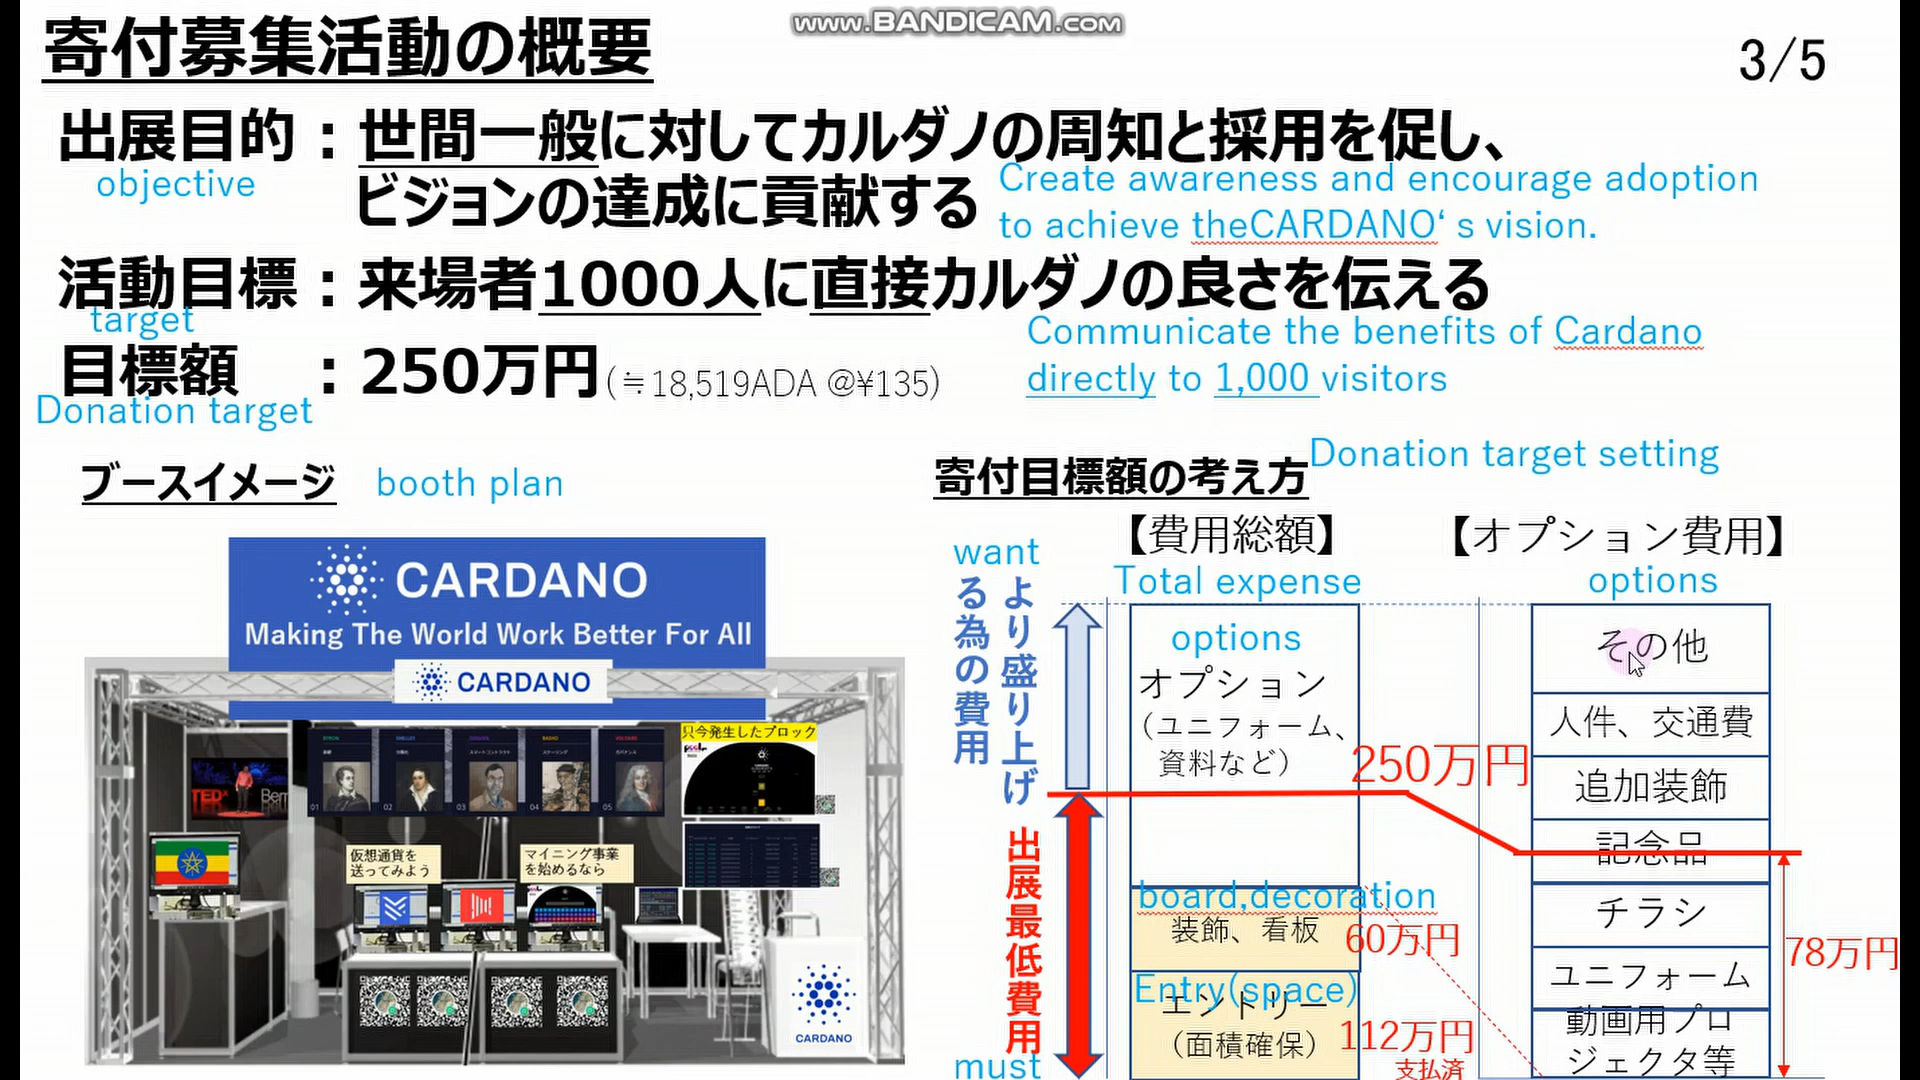 www.BANDICAM.com
寄付募集活動の概要
3/5
出展目的：世間一般に対してカルダノの周知と採用を促し、
ビジョンの達成に貢献する
objective
Create awareness and encourage adoption
to achieve theCARDANO‘ s vision.
活動目標：来場者1000人に直接カルダノの良さを伝える
target
Communicate the benefits of Cardano
directly to 1,000 visitors
目標額　：250万円(≒18,519ADA @¥135)
Donation target
ブースイメージ
booth plan
CARDANO
Making The World Work Better For All
CARDANO
只今発生したブロック
TEDx
01
02
03
04
05
仮想通貨を
送ってみよう
マイニング事業
を始めるなら
CARDANO
寄付目標額の考え方
Donation target setting
【費用総額】
Total expense
【オプション費用】
options
want
より盛り上げ
る為の費用
出展最低費用
must
options
オプション
（ユニフォーム、
資料など）
250万円
board,decoration
装飾、看板
60万円
Entry(space)
エントリー
（面積確保）
112万円
支払済
その他
人件、交通費
追加装飾
記念品
チラシ
ユニフォーム
動画用プロ
ジェクタ等
78万円